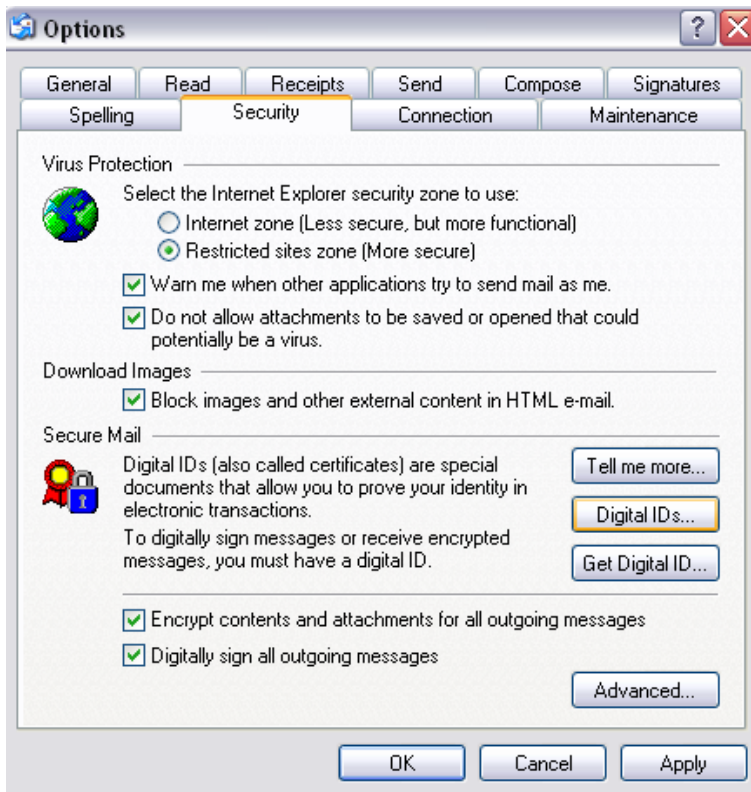 Options
General Read Receipts Send Compose Signatures
Spelling Security Connection Maintenance
Virus Protection
Select the Internet Explorer security zone to use:
Internet zone (Less secure, but more functional)
Restricted sites zone (More secure)
Warn me when other applications try to send mail as me.
Do not allow attachments to be saved or opened that could
potentially be a virus.
Download Images
Block images and other external content in HTML e-mail.
Secure Mail
Digital IDs (also called certificates) are special
documents that allow you to prove your identity in
electronic transactions.
Tell me more...
Digital IDs...
To digitally sign messages or receive encrypted
messages, you must have a digital ID.
Get Digital ID...
Encrypt contents and attachments for all outgoing messages
Digitally sign all outgoing messages
Advanced...
OK Cancel Apply